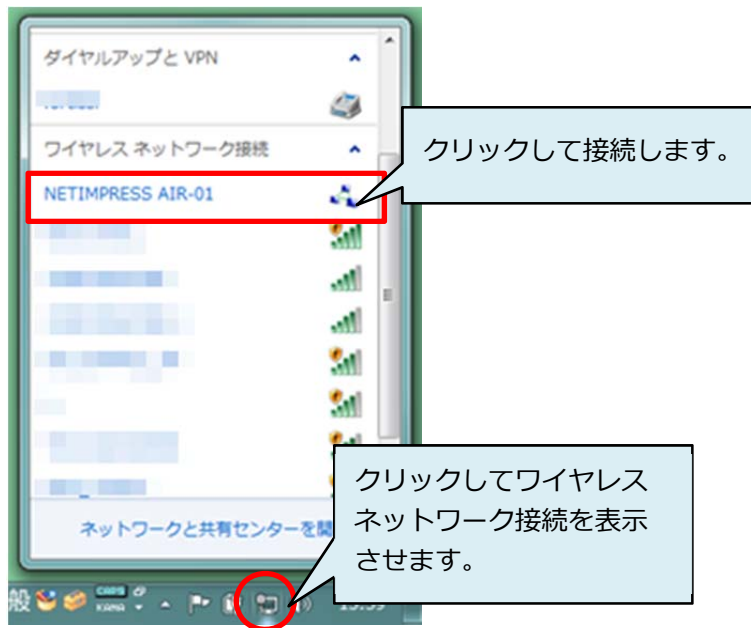 ダイヤルアップと VPN
ワイヤレス ネットワーク接続
クリックして接続します。
NETIMPRESS AIR-01
クリックしてワイヤレス
ネットワーク接続を表示
させます。
ネットワークと共有センターを開
般
CAPS
KANA